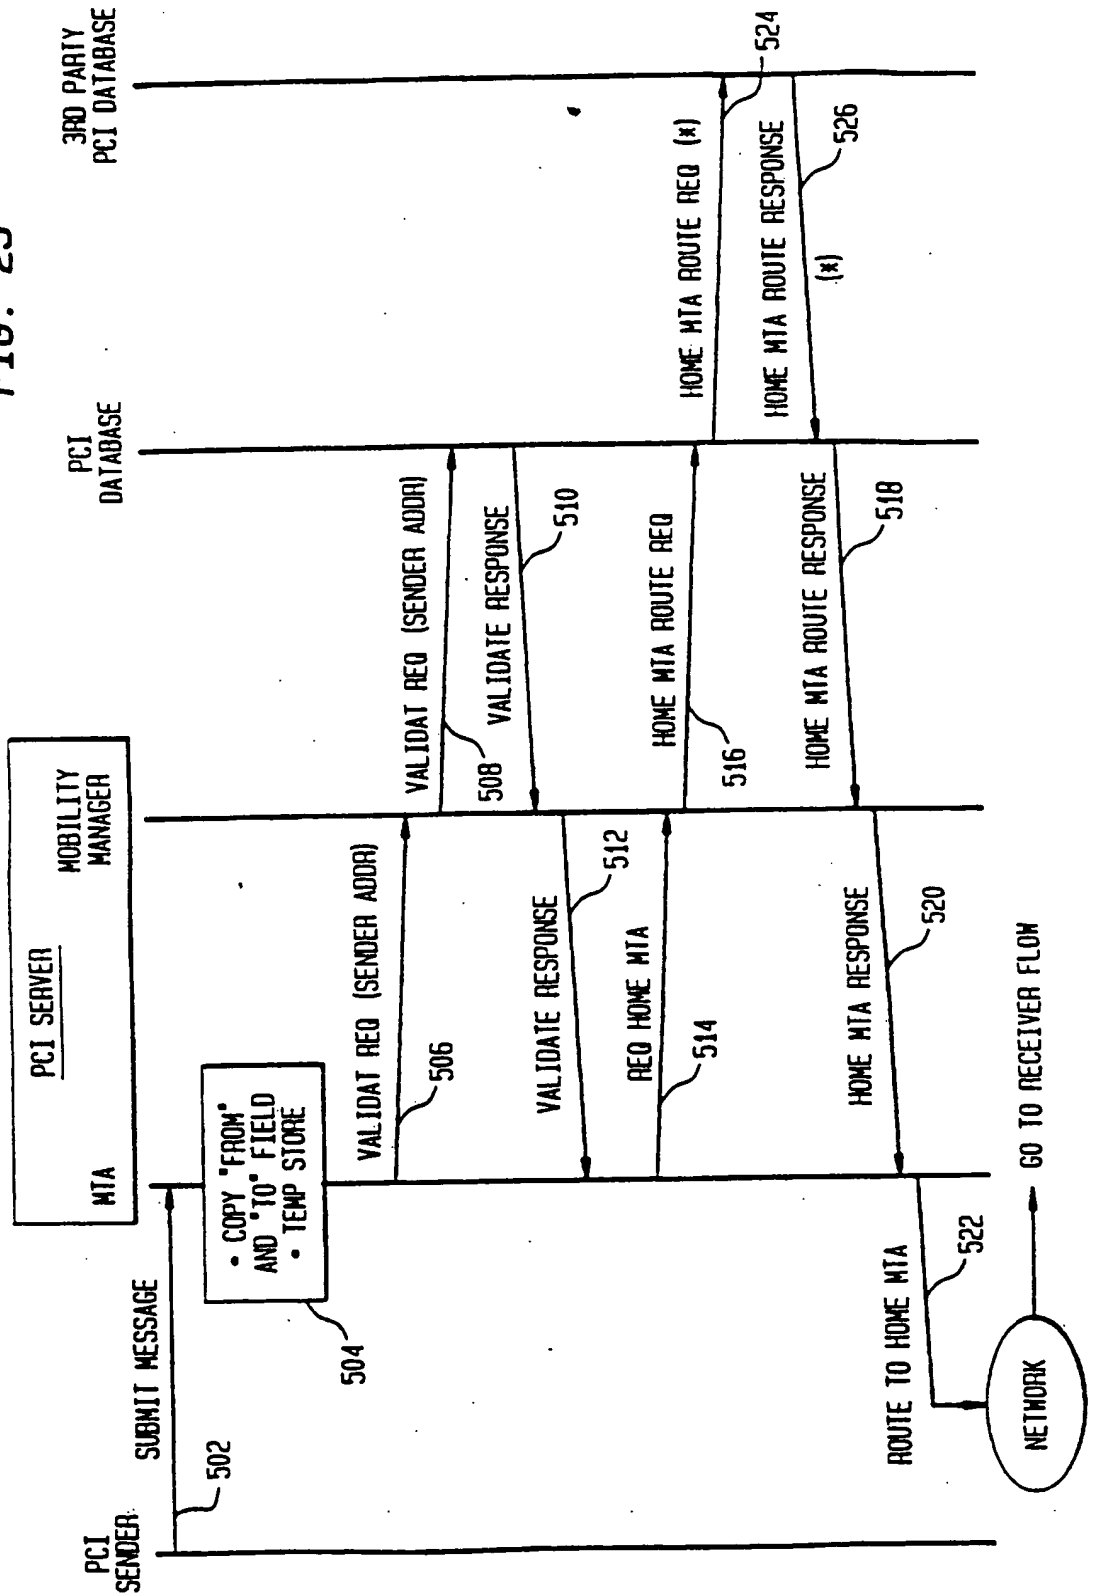 FIG. 25
PCI SERVER
PCI
SENDER
MTA
MOBILITY
MANAGER
PCI
DATABASE
3RD PARTY
PCI DATABASE
SUBMIT MESSAGE
502
• COPY "FROM"
AND "TO" FIELD
• TEMP STORE
504
VALIDAT REQ (SENDER ADDR)
506
VALIDAT REQ (SENDER ADDR)
508
VALIDATE RESPONSE
510
VALIDATE RESPONSE
512
REQ HOME MTA
514
HOME MTA ROUTE REQ
516
HOME MTA ROUTE REQ (*)
524
HOME MTA ROUTE RESPONSE
(*)
526
HOME MTA ROUTE RESPONSE
518
HOME MTA RESPONSE
520
ROUTE TO HOME MTA
522
NETWORK
GO TO RECEIVER FLOW